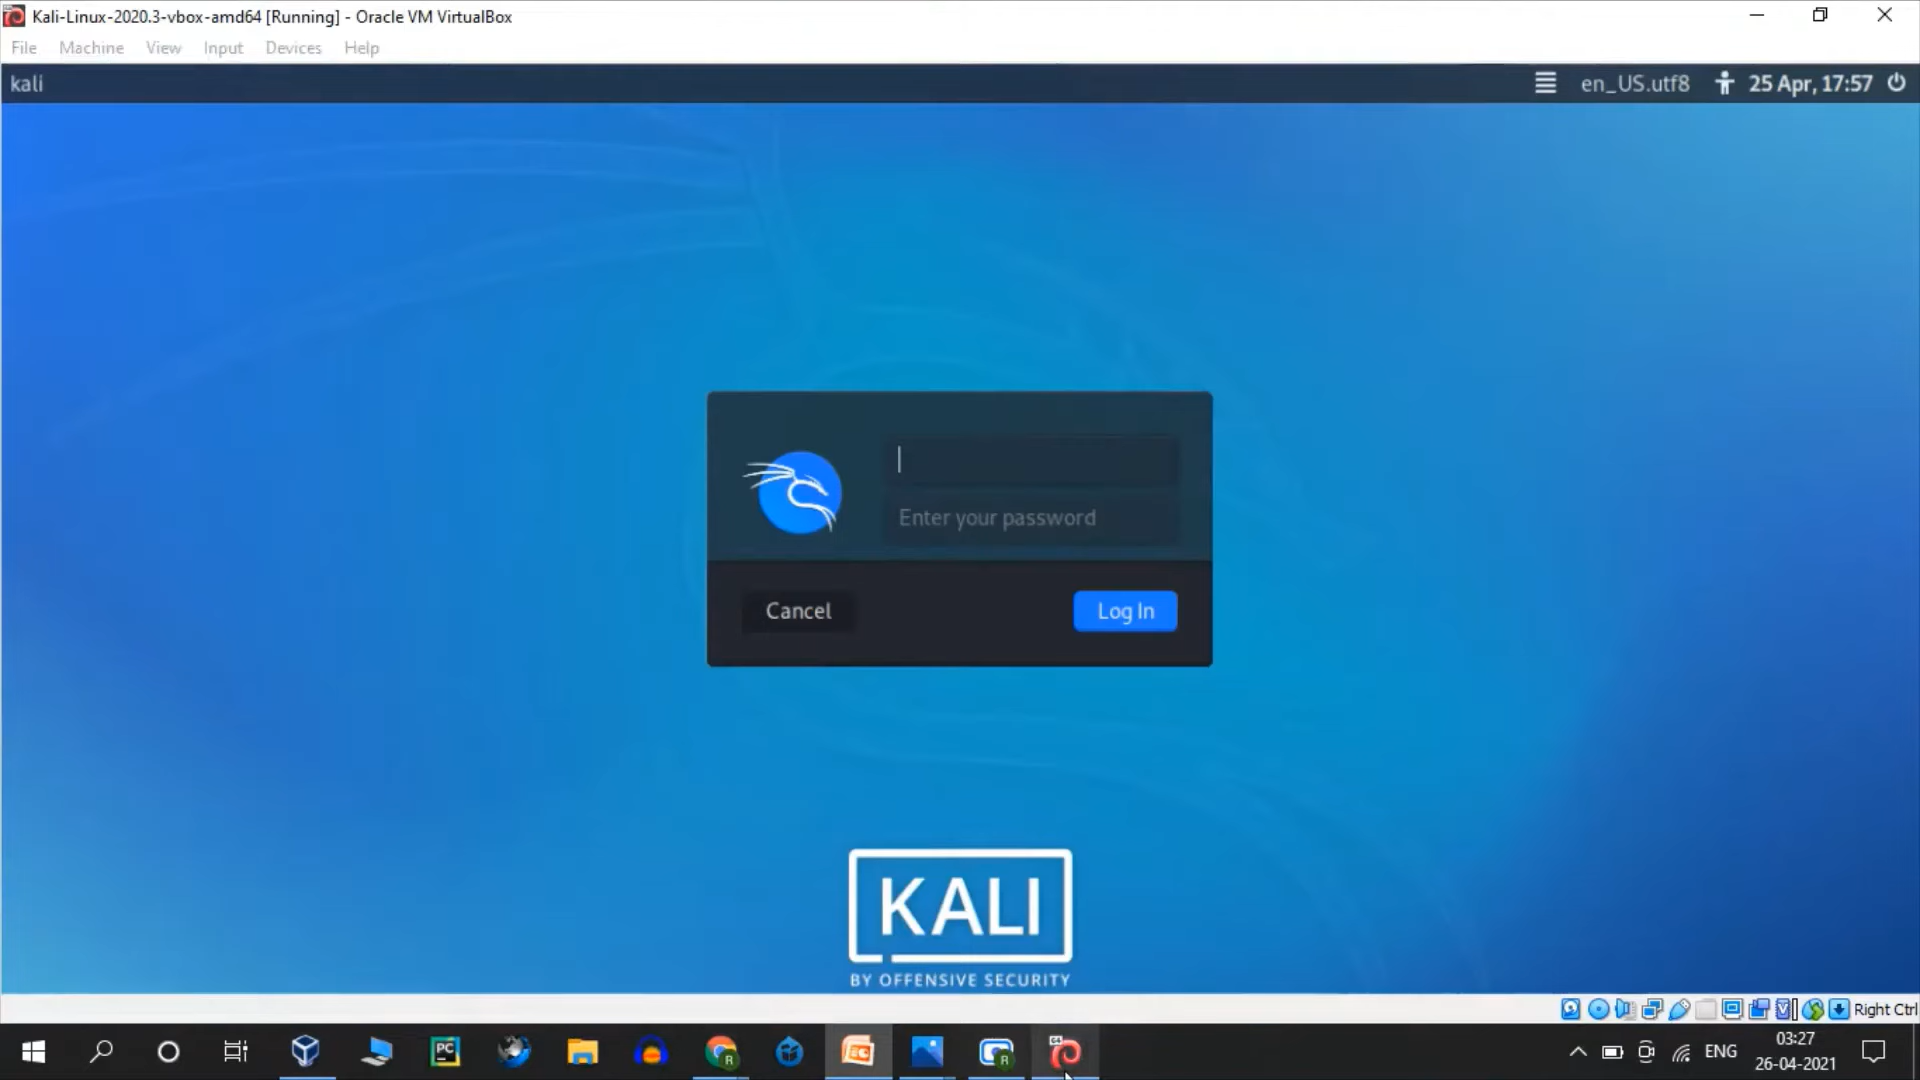 Kali-Linux-2020.3-vbox-amd64 [Running] - Oracle VM VirtualBox
File Machine View Input Devices Help
kali en_US.utf8 25 Apr, 17:57
Enter your password
Cancel Log In
KALI
BY OFFENSIVE SECURITY
Right Ctrl
PC R R 64
ENG
03:27
26-04-2021